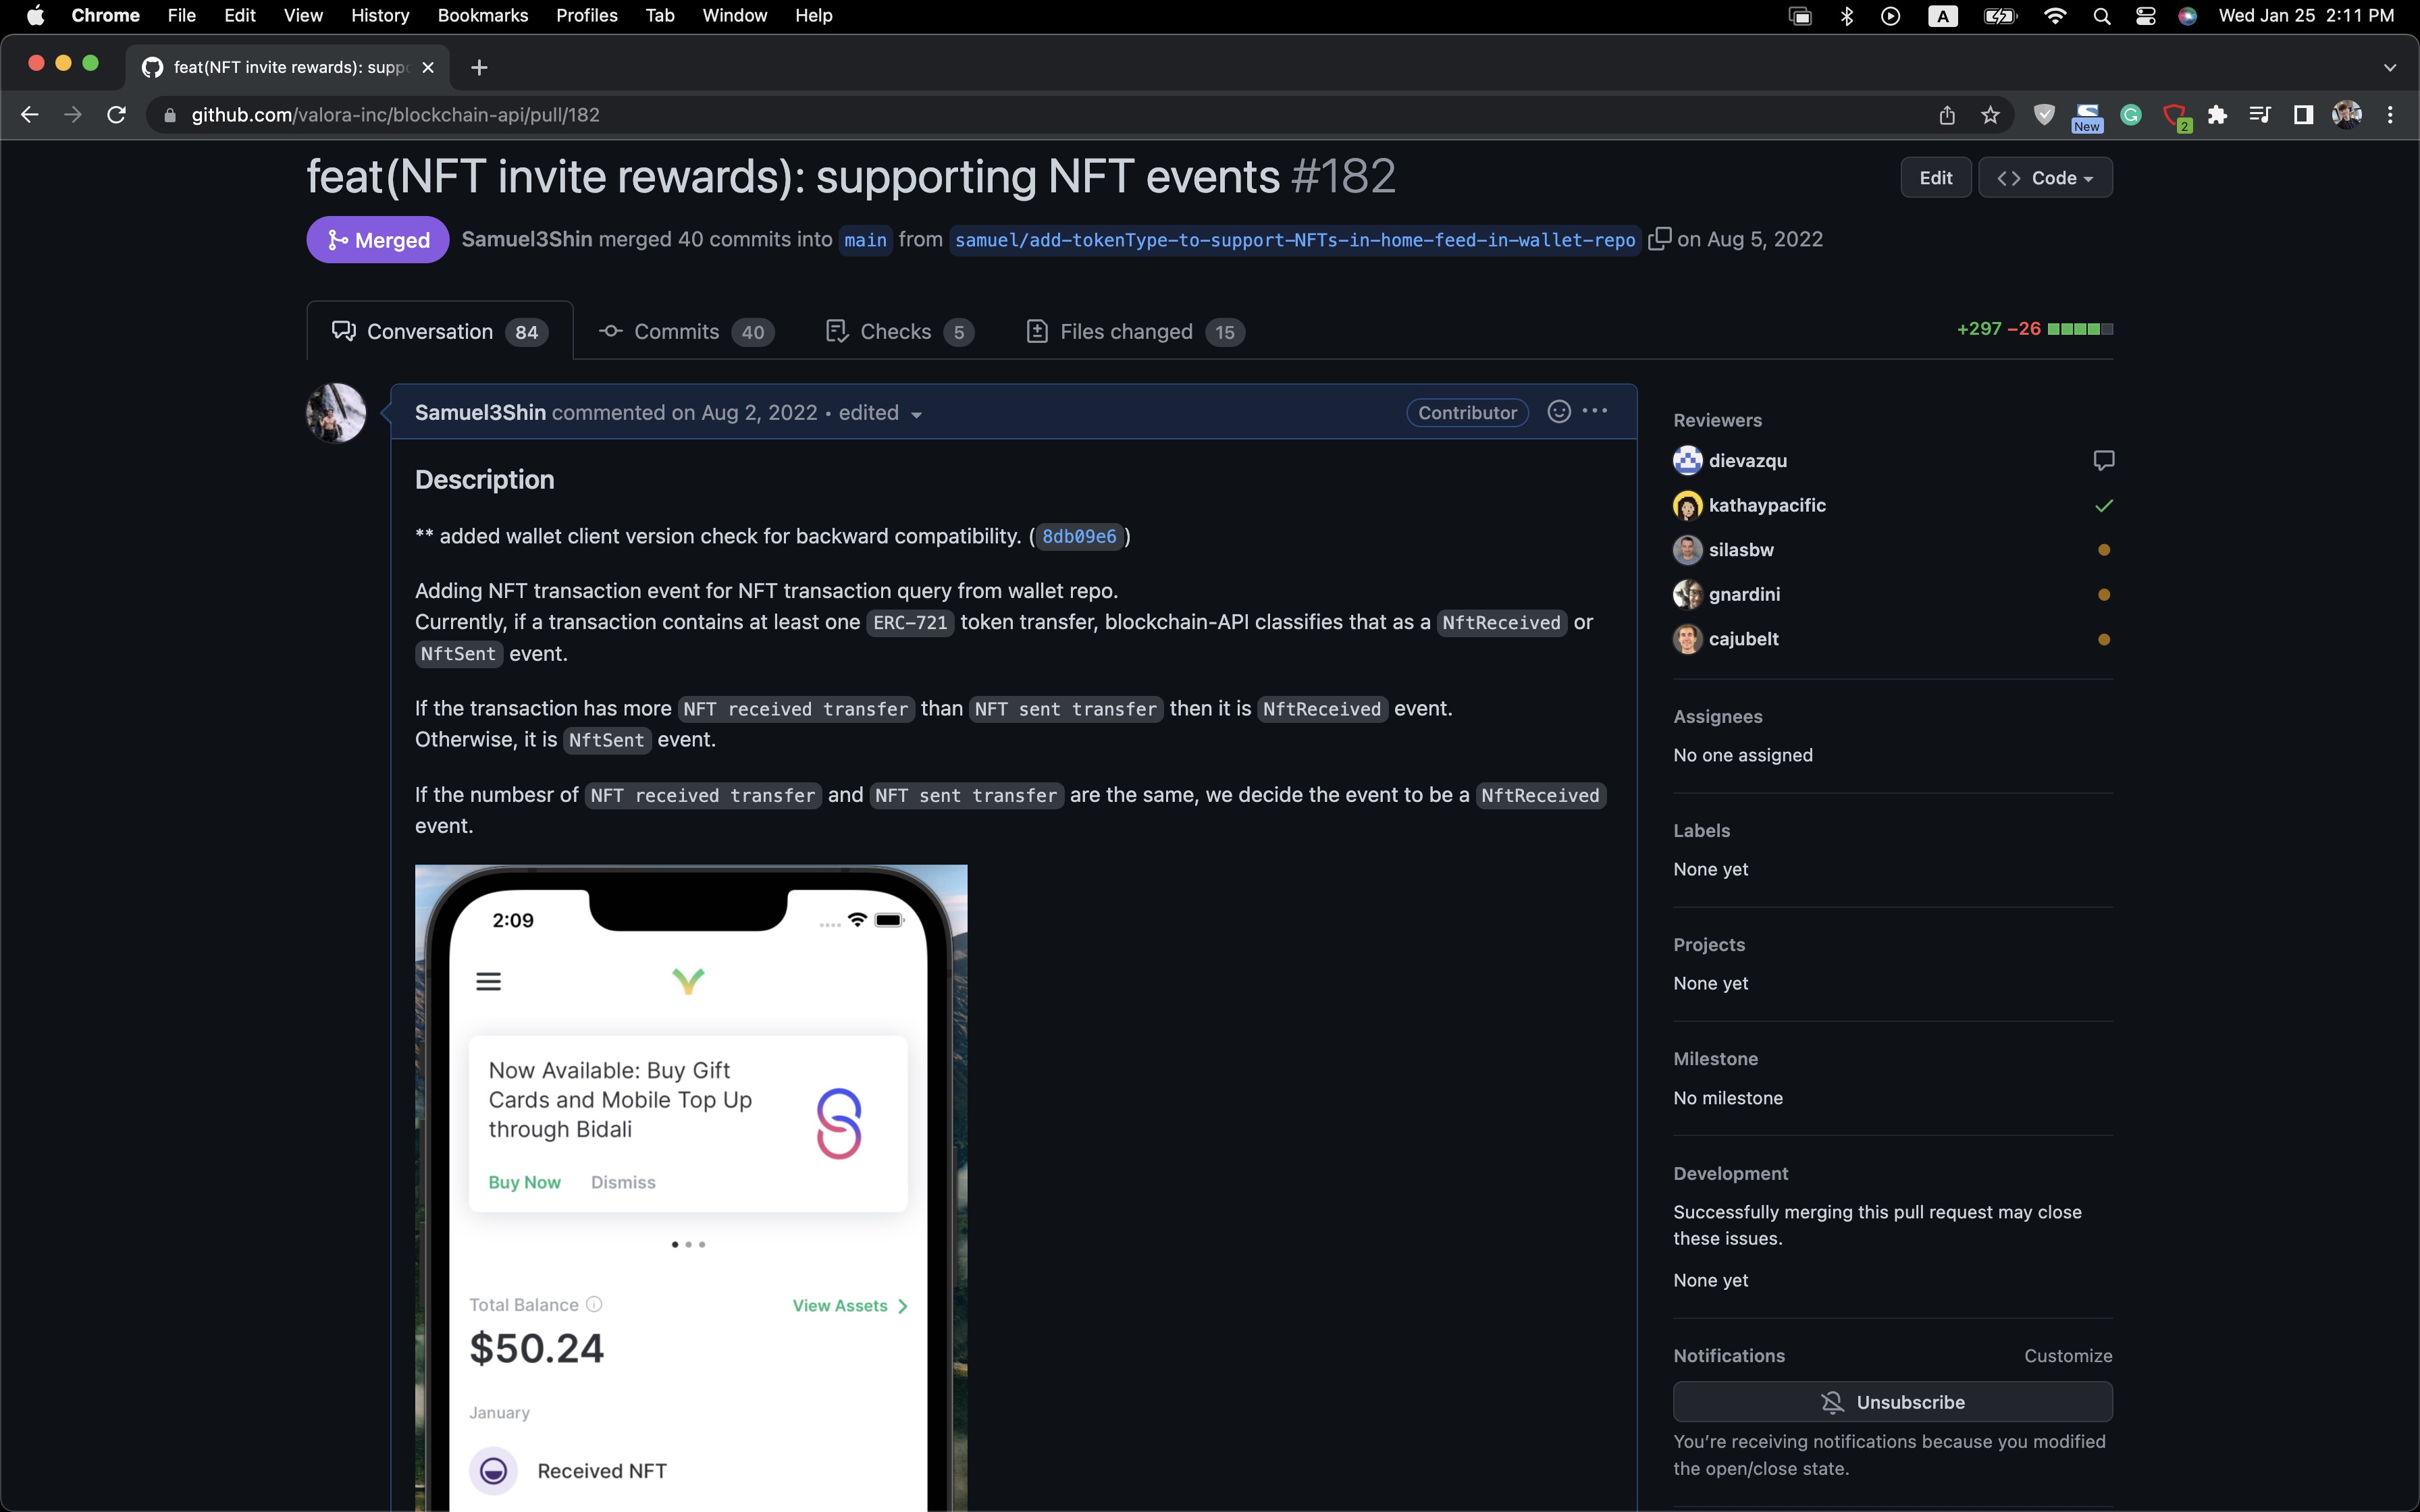 Chrome File Edit View History Bookmarks Profiles Tab Window Help
A
Wed Jan 25 2:11 PM
feat(NFT invite rewards): suppo
github.com/valora-inc/blockchain-api/pull/182
New
2
feat(NFT invite rewards): supporting NFT events #182
Edit
Code
Merged
Samuel3Shin merged 40 commits into main from samuel/add-tokenType-to-support-NFTs-in-home-feed-in-wallet-repo on Aug 5, 2022
Conversation 84
Commits 40
Checks 5
Files changed 15
+297 −26
Samuel3Shin commented on Aug 2, 2022 • edited
Contributor
Description
** added wallet client version check for backward compatibility. ( 8db09e6 )
Adding NFT transaction event for NFT transaction query from wallet repo.
Currently, if a transaction contains at least one ERC-721 token transfer, blockchain-API classifies that as a NftReceived or
NftSent event.
If the transaction has more NFT received transfer than NFT sent transfer then it is NftReceived event.
Otherwise, it is NftSent event.
If the numbesr of NFT received transfer and NFT sent transfer are the same, we decide the event to be a NftReceived
event.
2:09
Now Available: Buy Gift
Cards and Mobile Top Up
through Bidali
Buy Now
Dismiss
Total Balance
View Assets
$50.24
January
Received NFT
Reviewers
dievazqu
kathaypacific
silasbw
gnardini
cajubelt
Assignees
No one assigned
Labels
None yet
Projects
None yet
Milestone
No milestone
Development
Successfully merging this pull request may close
these issues.
None yet
Notifications
Customize
Unsubscribe
You're receiving notifications because you modified
the open/close state.